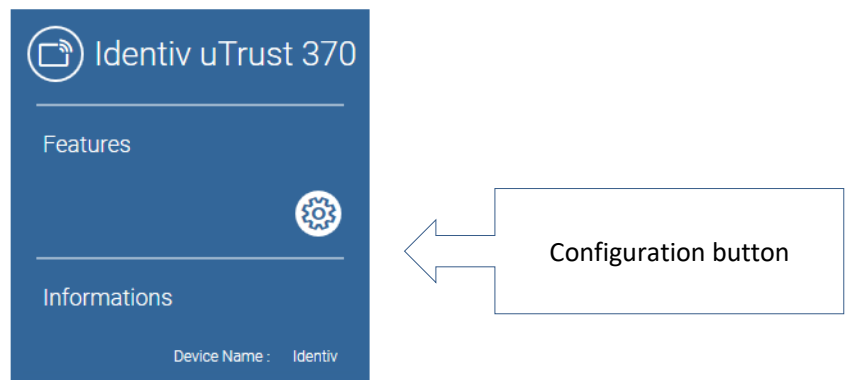 Identiv uTrust 370
Features
Configuration button
Informations
Device Name : Identiv